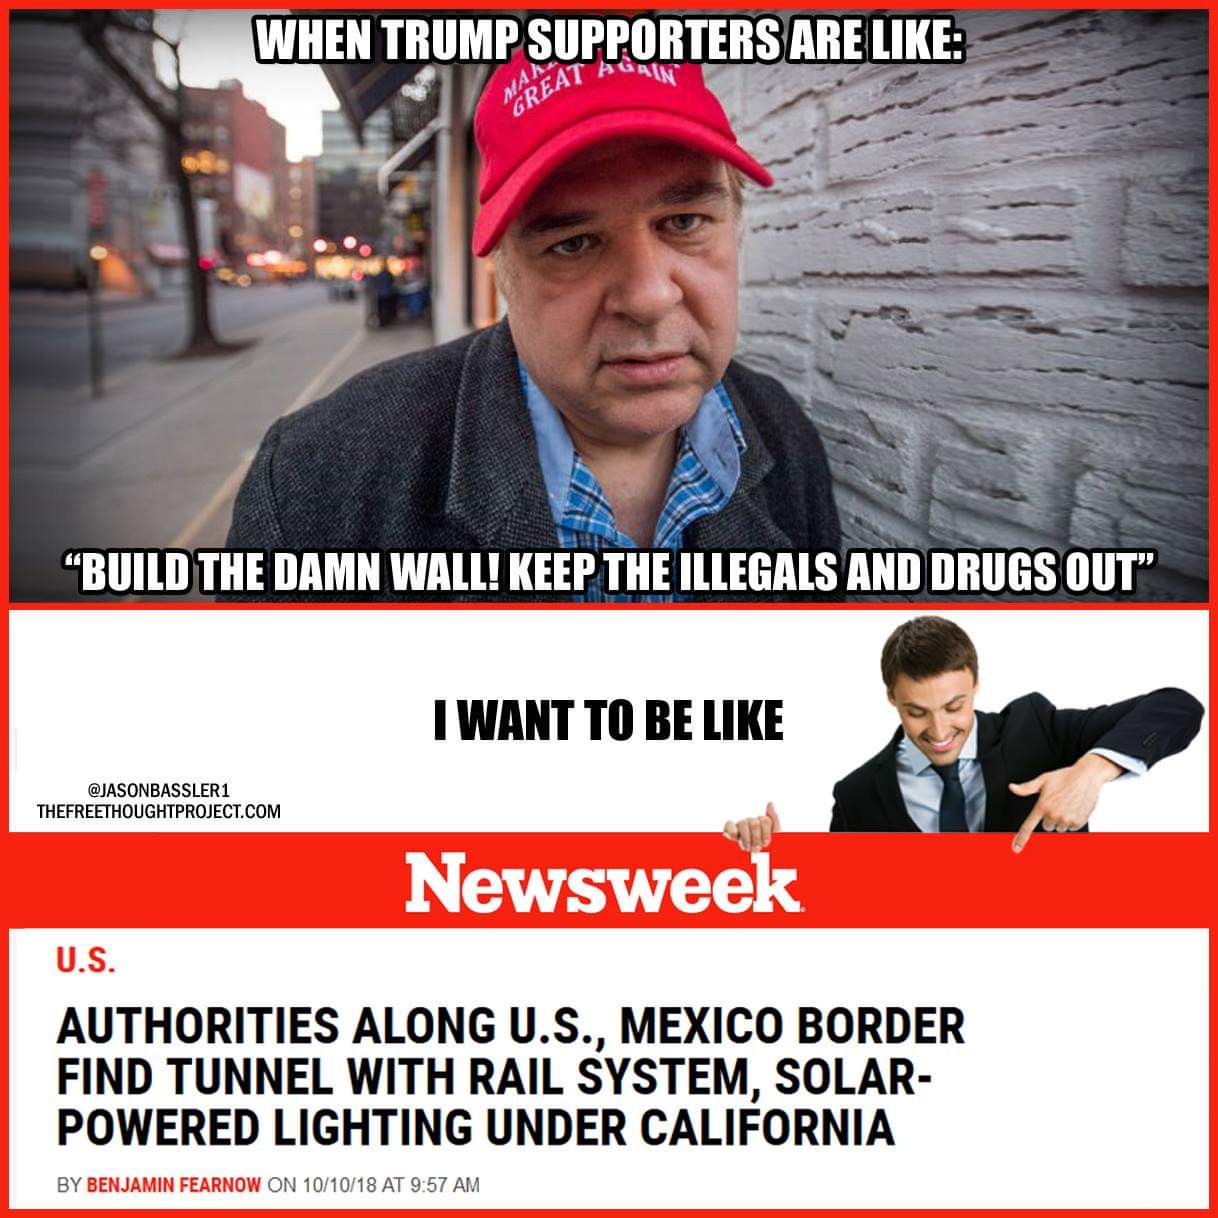 WHEN TRUMP SUPPORTERS ARE LIKE:
GREAT AGAIN
“BUILD THE DAMN WALL! KEEP THE ILLEGALS AND DRUGS OUT”
I WANT TO BE LIKE
@JASONBASSLER1
THEFREETHOUGHTPROJECT.COM
Newsweek
U.S.
AUTHORITIES ALONG U.S., MEXICO BORDER
FIND TUNNEL WITH RAIL SYSTEM, SOLAR-
POWERED LIGHTING UNDER CALIFORNIA
BY BENJAMIN FEARNOW ON 10/10/18 AT 9:57 AM